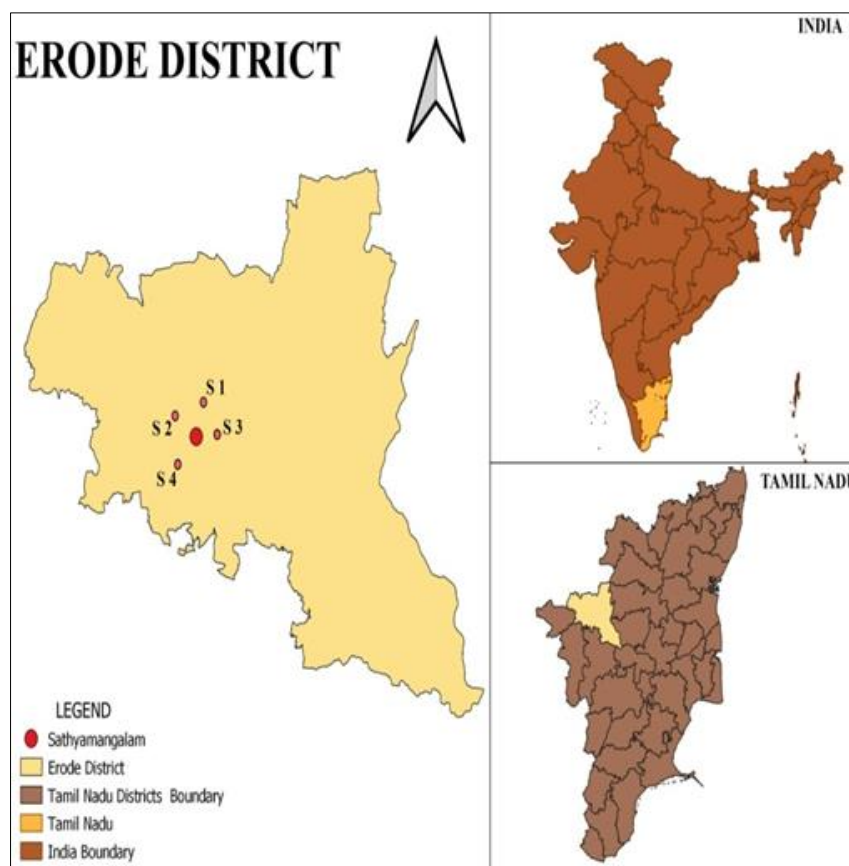 ERODE DISTRICT
S 1
S 2
S 3
S 4
LEGEND
Sathyamangalam
Erode District
Tamil Nadu Districts Boundary
Tamil Nadu
India Boundary
INDIA
TAMIL NADU